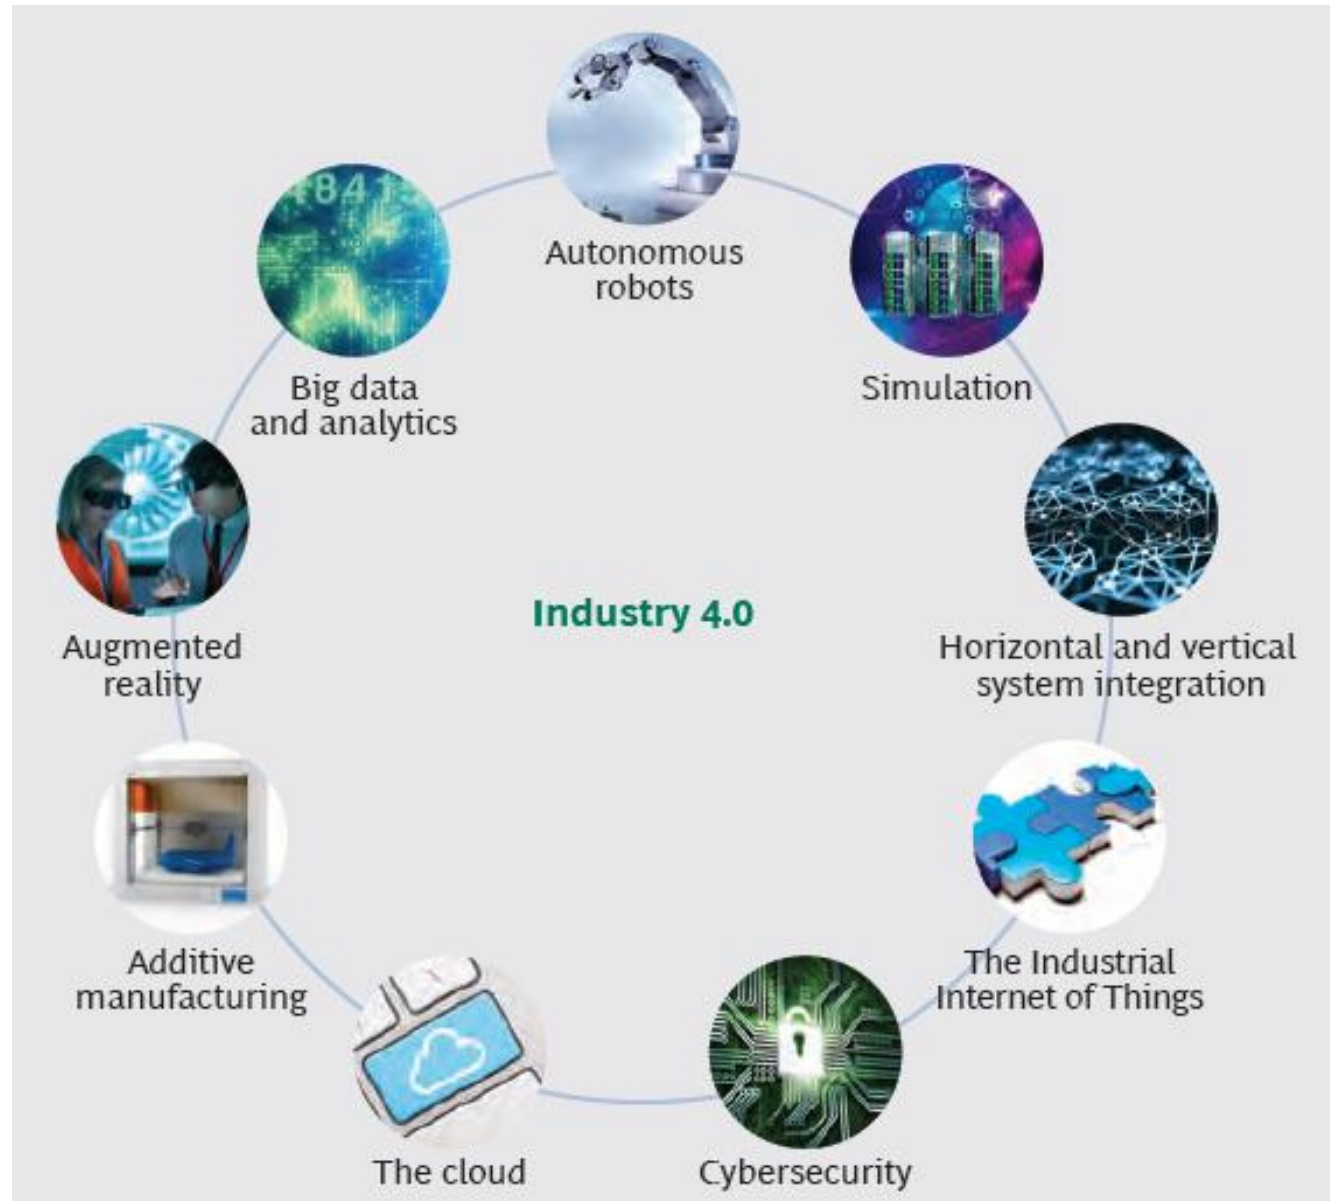 Autonomous
robots
Simulation
Horizontal and vertical
system integration
The Industrial
Internet of Things
Cybersecurity
The cloud
Additive
manufacturing
Augmented
reality
Big data
and analytics
Industry 4.0